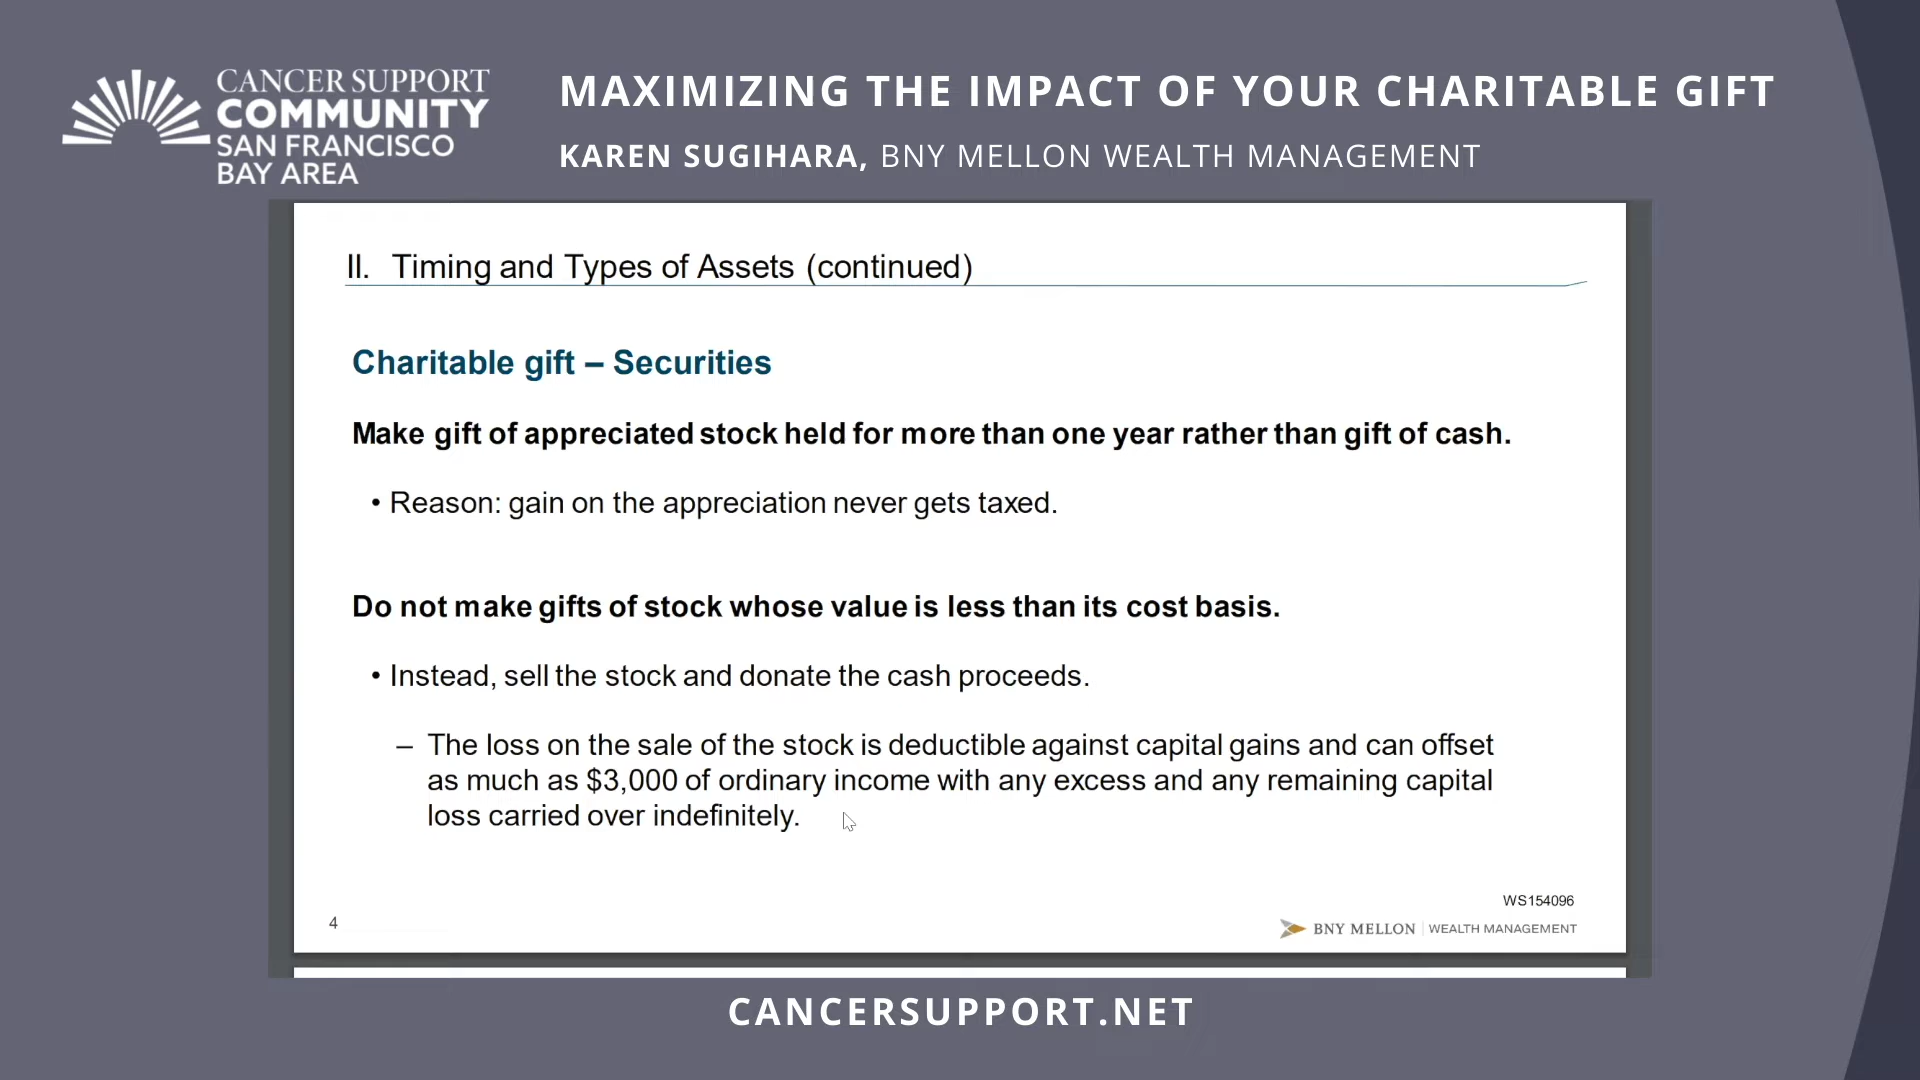 CANCER SUPPORT
COMMUNITY
SAN FRANCISCO
BAY AREA
MAXIMIZING THE IMPACT OF YOUR CHARITABLE GIFT
KAREN SUGIHARA, BNY MELLON WEALTH MANAGEMENT
II. Timing and Types of Assets (continued)
Charitable gift – Securities
Make gift of appreciated stock held for more than one year rather than gift of cash.
• Reason: gain on the appreciation never gets taxed.
Do not make gifts of stock whose value is less than its cost basis.
• Instead, sell the stock and donate the cash proceeds.
– The loss on the sale of the stock is deductible against capital gains and can offset
as much as $3,000 of ordinary income with any excess and any remaining capital
loss carried over indefinitely.
WS154096
4
BNY MELLON | WEALTH MANAGEMENT
CANCERSUPPORT.NET